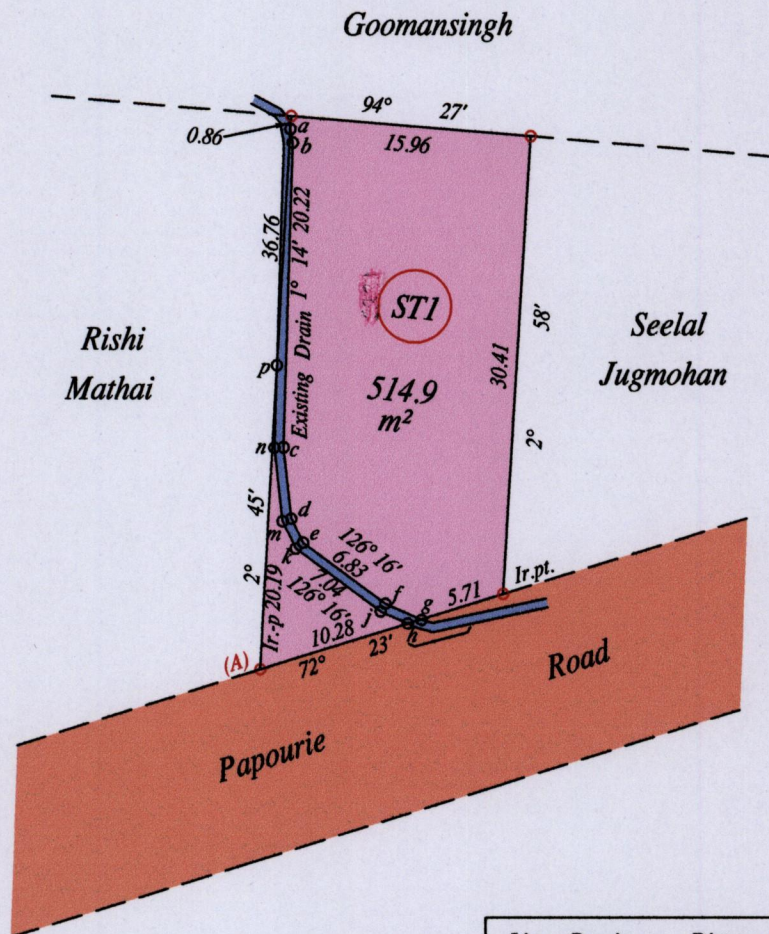 Goomansingh
94° 27'
0.86
a
b
15.96
36.76
1° 14' 20.22
Existing Drain
ST1
514.9
m²
Rishi
Mathai
Seelal
Jugmohan
30.41
2° 58'
p
n
c
2° 45'
m
d
k
e
126° 16'
6.83
7.04
126° 16'
f
j
g
h
5.71
Ir.pt.
Ir.-p 20.19
10.28
72° 23'
(A)
Papourie Road